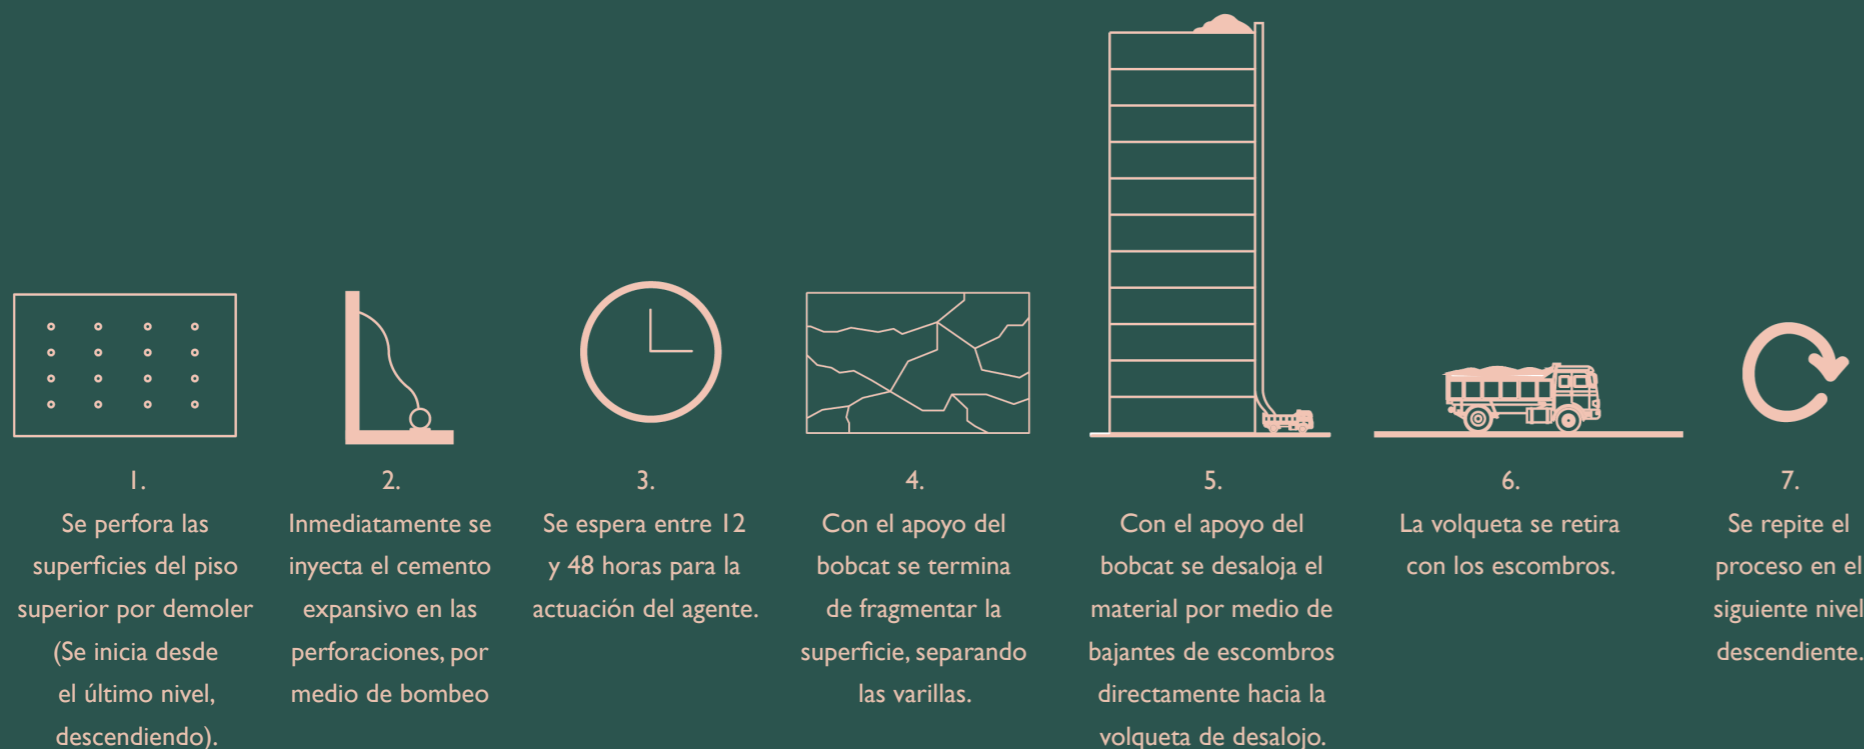 1.
Se perfora las
superficies del piso
superior por demoler
(Se inicia desde
el último nivel,
descendiendo).
2.
Inmediatamente se
inyecta el cemento
expansivo en las
perforaciones, por
medio de bombeo
3.
Se espera entre 12
y 48 horas para la
actuación del agente.
4.
Con el apoyo del
bobcat se termina
de fragmentar la
superficie, separando
las varillas.
5.
Con el apoyo del
bobcat se desaloja el
material por medio de
bajantes de escombros
directamente hacia la
volqueta de desalojo.
6.
La volqueta se retira
con los escombros.
7.
Se repite el
proceso en el
siguiente nivel
descendiente.